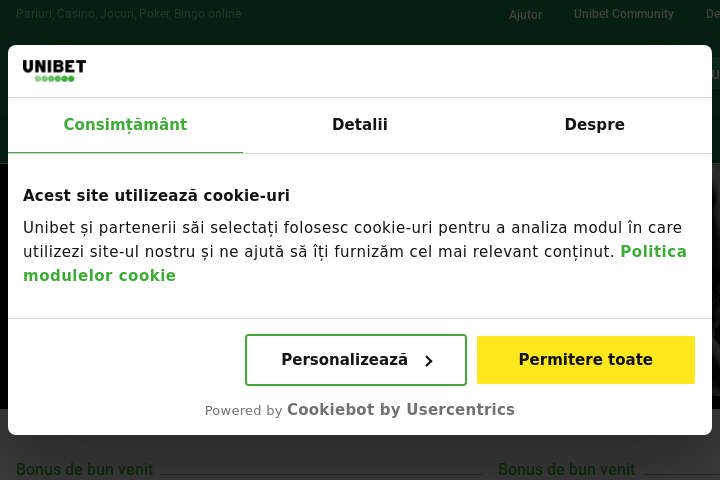 Pariuri, Casino, Jocuri, Poker, Bingo online
Ajutor
Unibet Community
UNIBET
Consimțământ
Detalii
Despre
Acest site utilizează cookie-uri
Unibet și partenerii săi selectați folosesc cookie-uri pentru a analiza modul în care
utilizezi site-ul nostru și ne ajută să îți furnizăm cel mai relevant conținut. Politica
modulelor cookie
Personalizează
Permitere toate
Powered by Cookiebot by Usercentrics
Bonus de bun venit
Bonus de bun venit